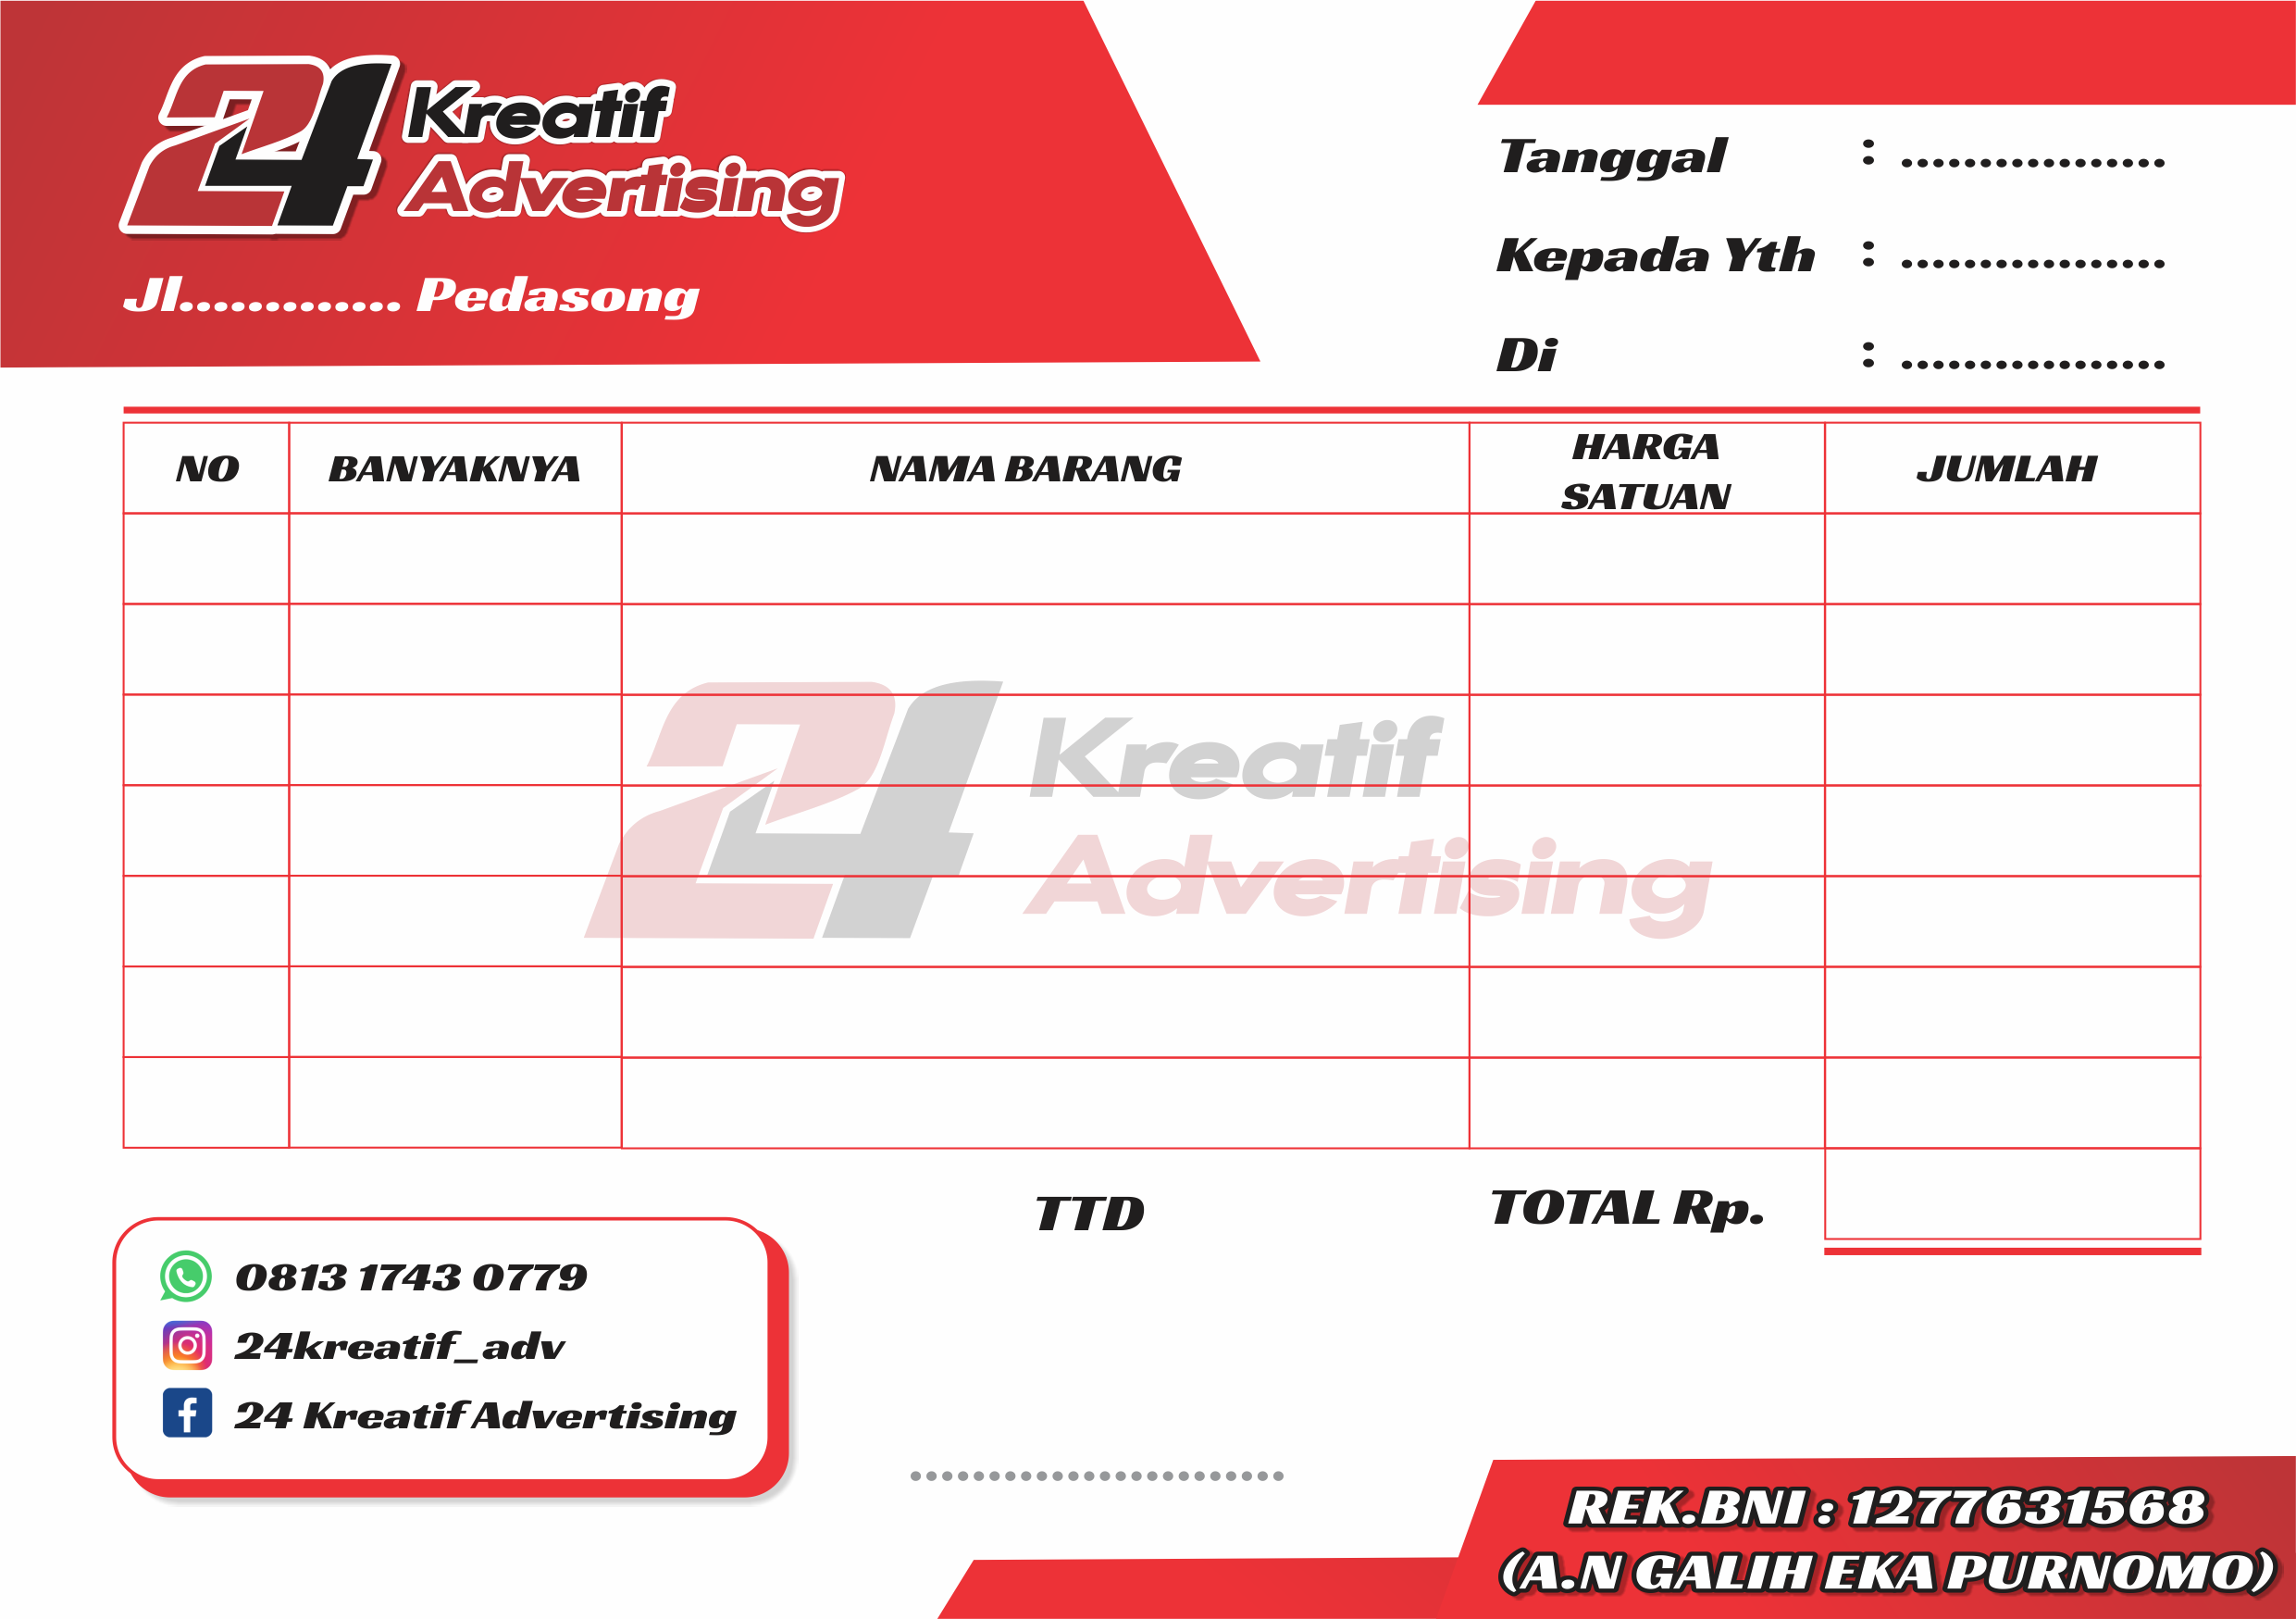 24 Kreatif
Advertising
Jl............. Pedasong
Tanggal : .................
Kepada Yth : .................
Di : .................
NO BANYAKNYA NAMA BARANG HARGA SATUAN JUMLAH
24 Kreatif
Advertising
TTD
TOTAL Rp.
0813 1743 0779
24kreatif_adv
24 Kreatif Advertising
........................
REK.BNI : 1277631568
(A.N GALIH EKA PURNOMO)